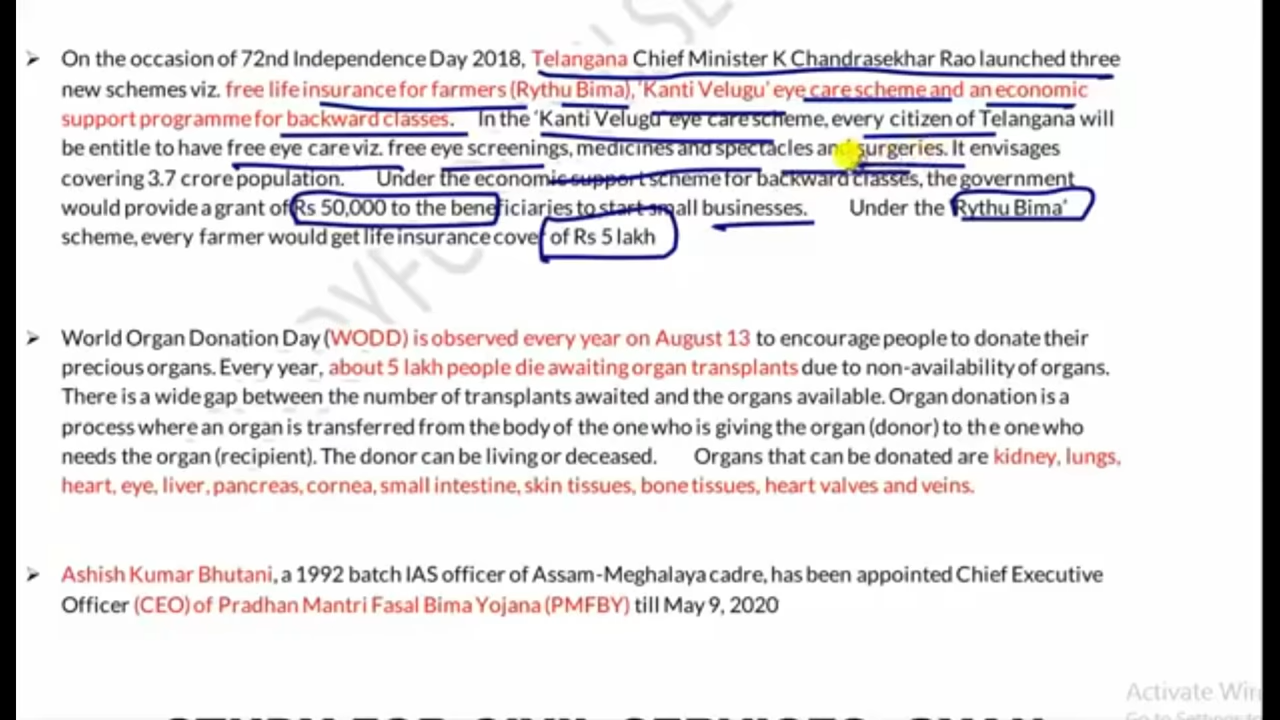 ➤ On the occasion of 72nd Independence Day 2018, Telangana Chief Minister K Chandrasekhar Rao launched three
new schemes viz. free life insurance for farmers (Rythu Bima), 'Kanti Velugu' eye care scheme and an economic
support programme for backward classes. In the 'Kanti Velugu' eye care scheme, every citizen of Telangana will
be entitle to have free eye care viz. free eye screenings, medicines and spectacles and surgeries. It envisages
covering 3.7 crore population. Under the economic support scheme for backward classes, the government
would provide a grant of Rs 50,000 to the beneficiaries to start small businesses. Under the Rythu Bima'
scheme, every farmer would get life insurance cover of Rs 5 lakh
➤ World Organ Donation Day (WODD) is observed every year on August 13 to encourage people to donate their
precious organs. Every year, about 5 lakh people die awaiting organ transplants due to non-availability of organs.
There is a wide gap between the number of transplants awaited and the organs available. Organ donation is a
process where an organ is transferred from the body of the one who is giving the organ (donor) to the one who
needs the organ (recipient). The donor can be living or deceased. Organs that can be donated are kidney, lungs,
heart, eye, liver, pancreas, cornea, small intestine, skin tissues, bone tissues, heart valves and veins.
➤ Ashish Kumar Bhutani, a 1992 batch IAS officer of Assam-Meghalaya cadre, has been appointed Chief Executive
Officer (CEO) of Pradhan Mantri Fasal Bima Yojana (PMFBY) till May 9, 2020
Activate Win